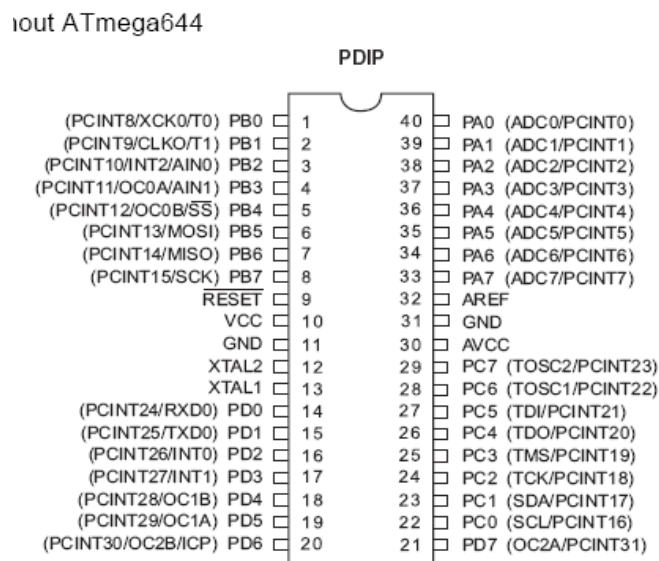 nout ATmega644
PDIP
(PCINT8/XCK0/T0) PB0 1 40 PA0 (ADC0/PCINT0)
(PCINT9/CLKO/T1) PB1 2 39 PA1 (ADC1/PCINT1)
(PCINT10/INT2/AIN0) PB2 3 38 PA2 (ADC2/PCINT2)
(PCINT11/OC0A/AIN1) PB3 4 37 PA3 (ADC3/PCINT3)
(PCINT12/OC0B/SS) PB4 5 36 PA4 (ADC4/PCINT4)
(PCINT13/MOSI) PB5 6 35 PA5 (ADC5/PCINT5)
(PCINT14/MISO) PB6 7 34 PA6 (ADC6/PCINT6)
(PCINT15/SCK) PB7 8 33 PA7 (ADC7/PCINT7)
RESET 9 32 AREF
VCC 10 31 GND
GND 11 30 AVCC
XTAL2 12 29 PC7 (TOSC2/PCINT23)
XTAL1 13 28 PC6 (TOSC1/PCINT22)
(PCINT24/RXD0) PD0 14 27 PC5 (TDI/PCINT21)
(PCINT25/TXD0) PD1 15 26 PC4 (TDO/PCINT20)
(PCINT26/INT0) PD2 16 25 PC3 (TMS/PCINT19)
(PCINT27/INT1) PD3 17 24 PC2 (TCK/PCINT18)
(PCINT28/OC1B) PD4 18 23 PC1 (SDA/PCINT17)
(PCINT29/OC1A) PD5 19 22 PC0 (SCL/PCINT16)
(PCINT30/OC2B/ICP) PD6 20 21 PD7 (OC2A/PCINT31)